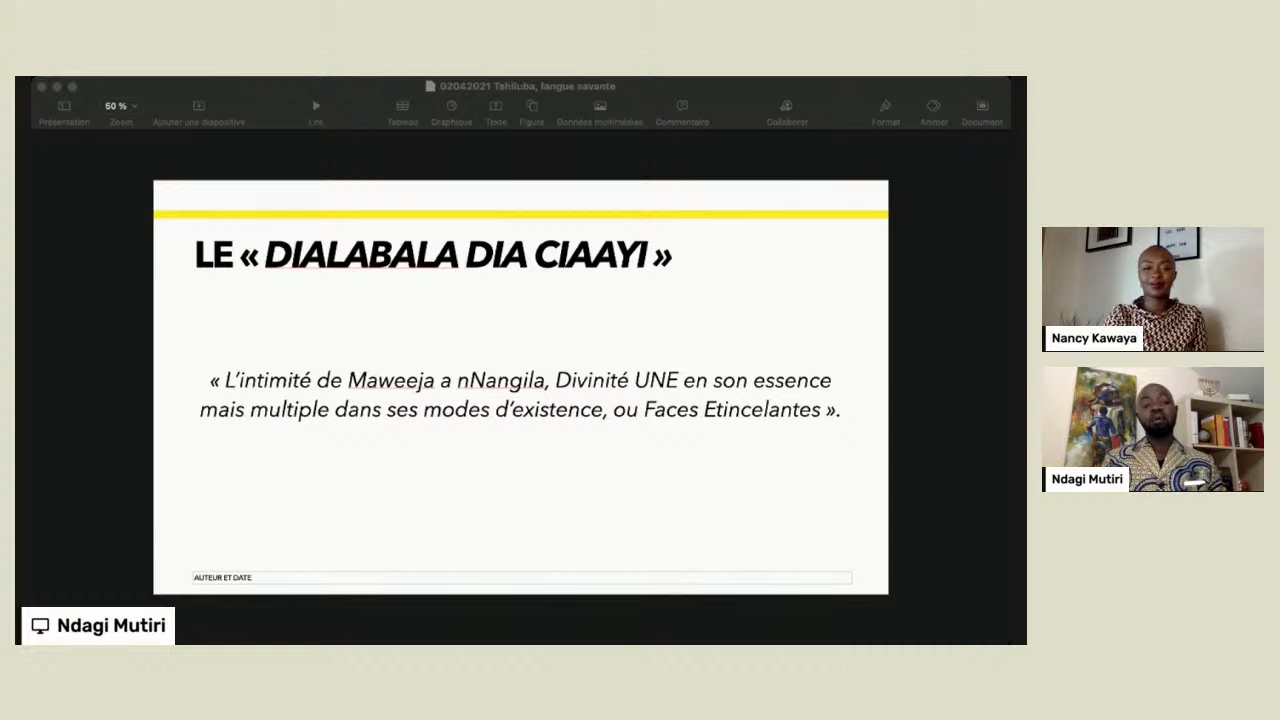 02042021 Tshiluba, langue savante
50 %
Présentation Zoom Ajouter une diapositive Lire Tableau Graphique Texte Figure Données multimédias Commentaire Collaborer Format Animer Document
LE « DIALABALA DIA CIAAYI »
« L’intimité de Maweeja a nNangila, Divinité UNE en son essence
mais multiple dans ses modes d’existence, ou Faces Etincelantes ».
AUTEUR ET DATE
Ndagi Mutiri
Nancy Kawaya
Ndagi Mutiri